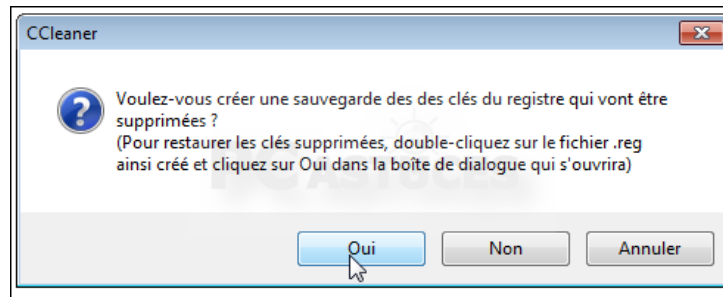 CCleaner
Voulez-vous créer une sauvegarde des des clés du registre qui vont être
supprimées ?
(Pour restaurer les clés supprimées, double-cliquez sur le fichier .reg
ainsi créé et cliquez sur Oui dans la boîte de dialogue qui s'ouvrira)
PC ASTUCES
Oui Non Annuler